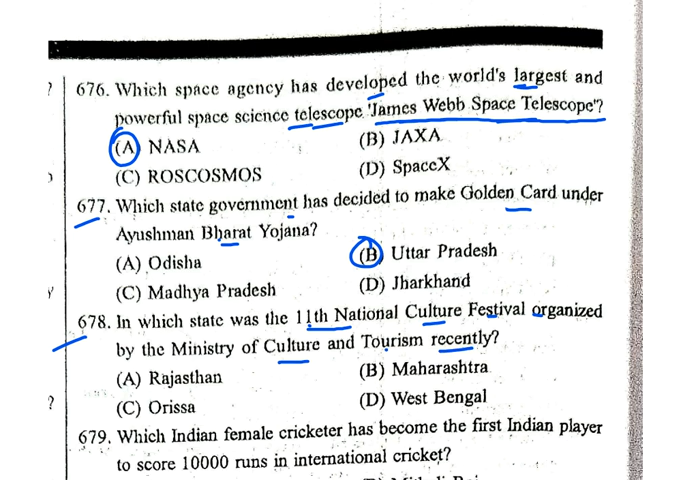 676. Which space agency has developed the world's largest and
powerful space science telescope 'James Webb Space Telescope'?
(A) NASA (B) JAXA
(C) ROSCOSMOS (D) SpaceX
677. Which state government has decided to make Golden Card under
Ayushman Bharat Yojana?
(A) Odisha (B) Uttar Pradesh
(C) Madhya Pradesh (D) Jharkhand
678. In which state was the 11th National Culture Festival organized
by the Ministry of Culture and Tourism recently?
(A) Rajasthan (B) Maharashtra
(C) Orissa (D) West Bengal
679. Which Indian female cricketer has become the first Indian player
to score 10000 runs in international cricket?